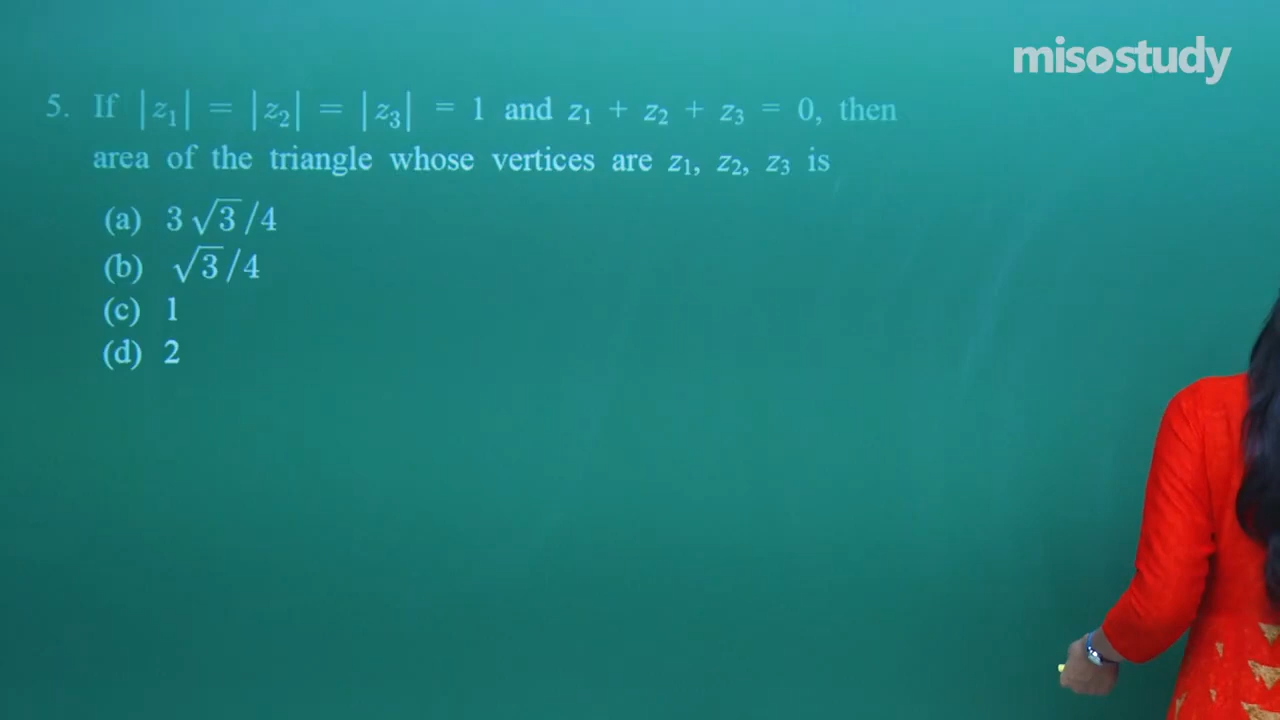 misostudy
5. If |z₁| = |z₂| = |z₃| = 1 and z₁ + z₂ + z₃ = 0, then
area of the triangle whose vertices are z₁, z₂, z₃ is
(a) 3√3/4
(b) √3/4
(c) 1
(d) 2